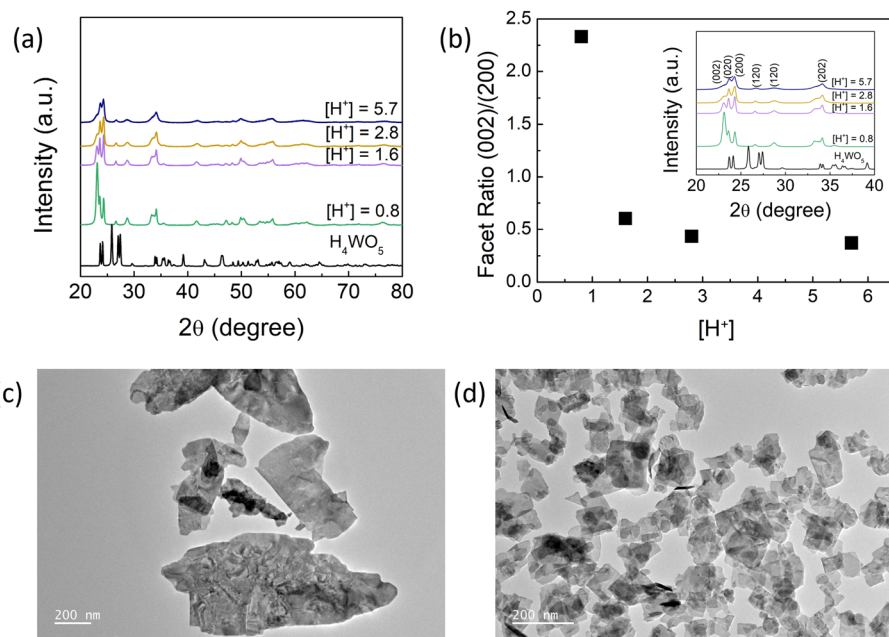 (a)
Intensity (a.u.)
[H⁺] = 5.7
[H⁺] = 2.8
[H⁺] = 1.6
[H⁺] = 0.8
H₄WO₅
20 30 40 50 60 70 80
2θ (degree)
(b)
Facet Ratio (002)/(200)
2.5
2.0
1.5
1.0
0.5
0.0
0 1 2 3 4 5 6
[H⁺]
Intensity (a.u.)
(002)
(020)
(200)
(120)
(120)
(202)
[H⁺] = 5.7
[H⁺] = 2.8
[H⁺] = 1.6
[H⁺] = 0.8
H₄WO₅
20 25 30 35 40
2θ (degree)
c)
200 nm
(d)
200 nm